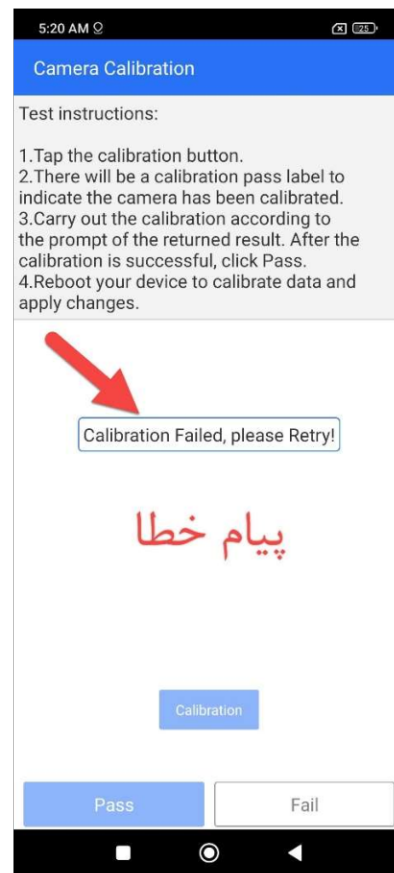 5:20 AM
25
Camera Calibration
Test instructions:
1.Tap the calibration button.
2.There will be a calibration pass label to
indicate the camera has been calibrated.
3.Carry out the calibration according to
the prompt of the returned result. After the
calibration is successful, click Pass.
4.Reboot your device to calibrate data and
apply changes.
Calibration Failed, please Retry!
پیام خطا
Calibration
Pass
Fail